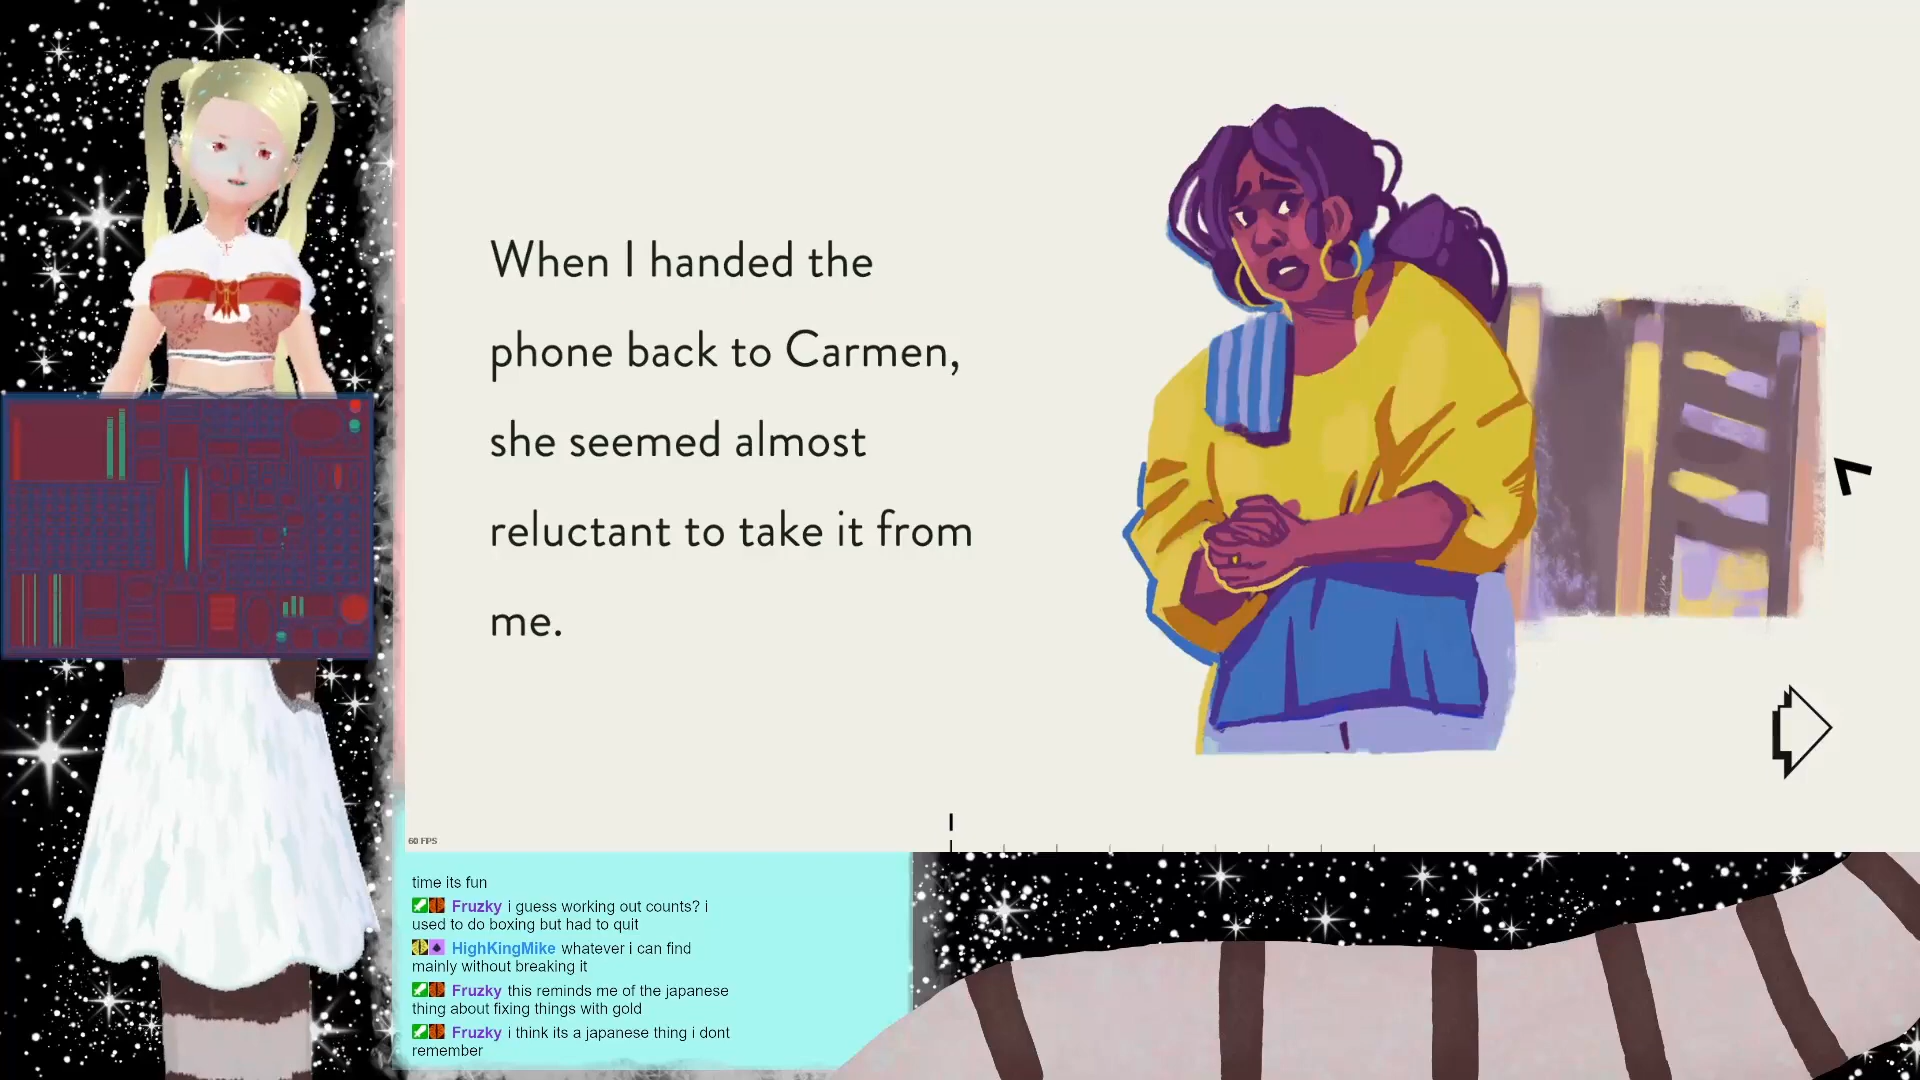 When I handed the
phone back to Carmen,
she seemed almost
reluctant to take it from
me.
60 FPS
time its fun
Fruzky i guess working out counts? i
used to do boxing but had to quit
HighKingMike whatever i can find
mainly without breaking it
Fruzky this reminds me of the japanese
thing about fixing things with gold
Fruzky i think its a japanese thing i dont
remember